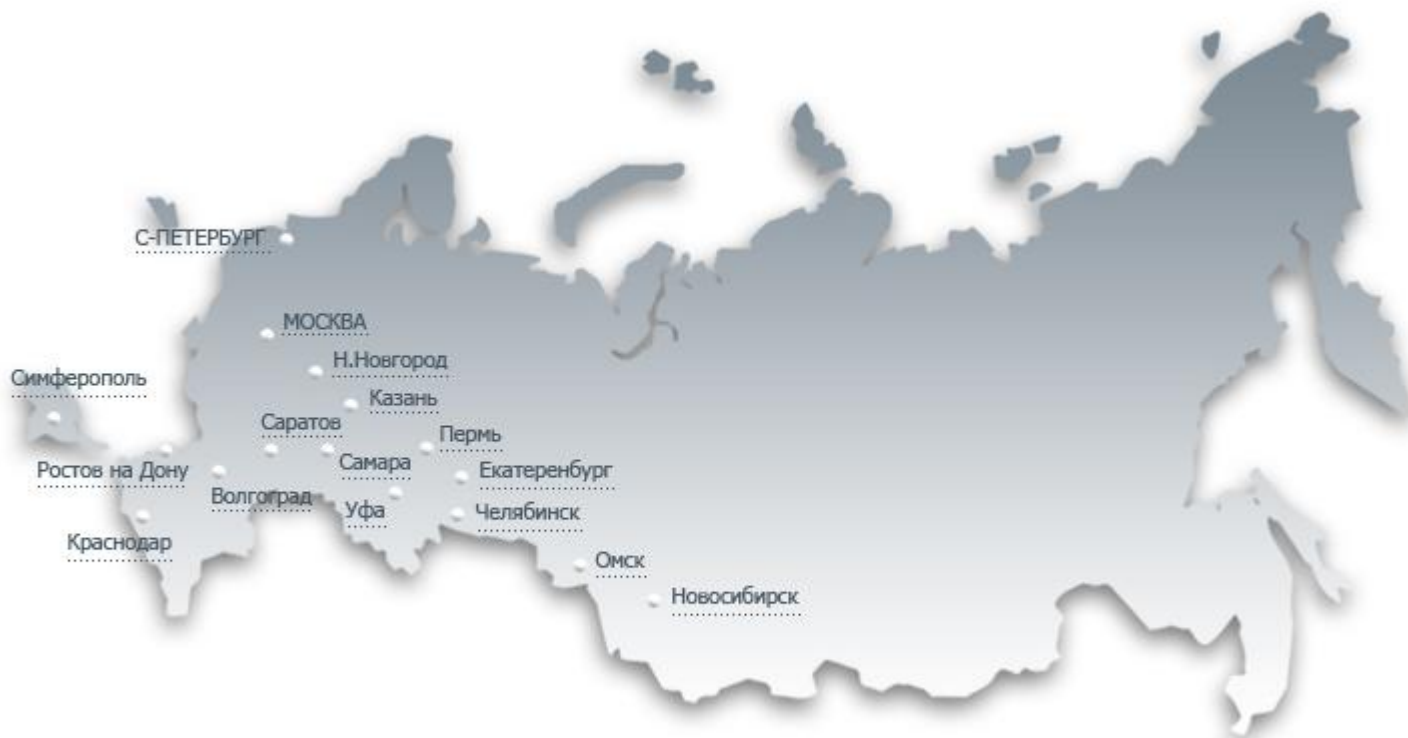 С-ПЕТЕРБУРГ
МОСКВА
Н.Новгород
Симферополь
Казань
Саратов
Пермь
Самара
Ростов на Дону
Екатеренбург
Волгоград
Уфа
Челябинск
Краснодар
Омск
Новосибирск